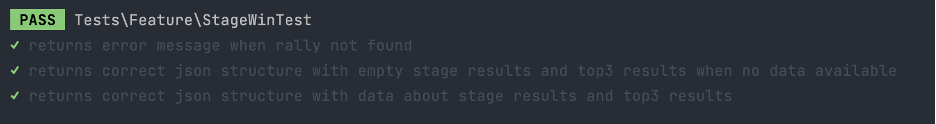 PASS Tests\Feature\StageWinTest
✓ returns error message when rally not found
✓ returns correct json structure with empty stage results and top3 results when no data available
✓ returns correct json structure with data about stage results and top3 results